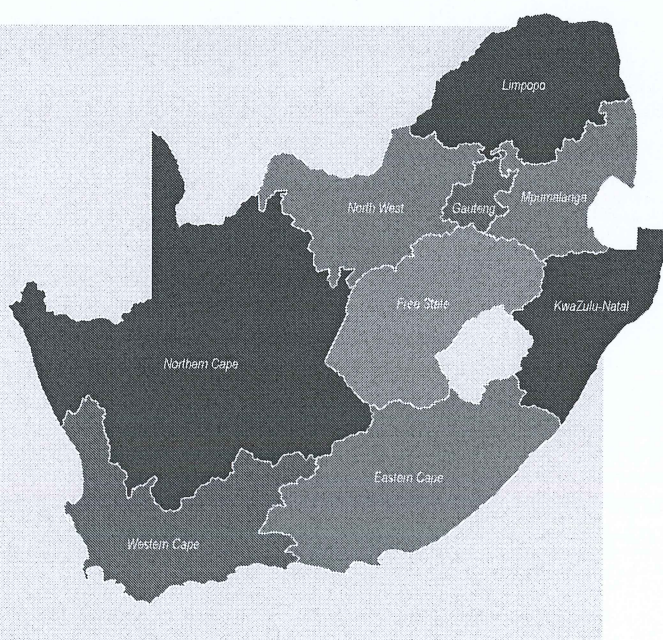 Limpopo
Mpumalanga
North West
Gauteng
Free State
KwaZulu-Natal
Northern Cape
Eastern Cape
Western Cape